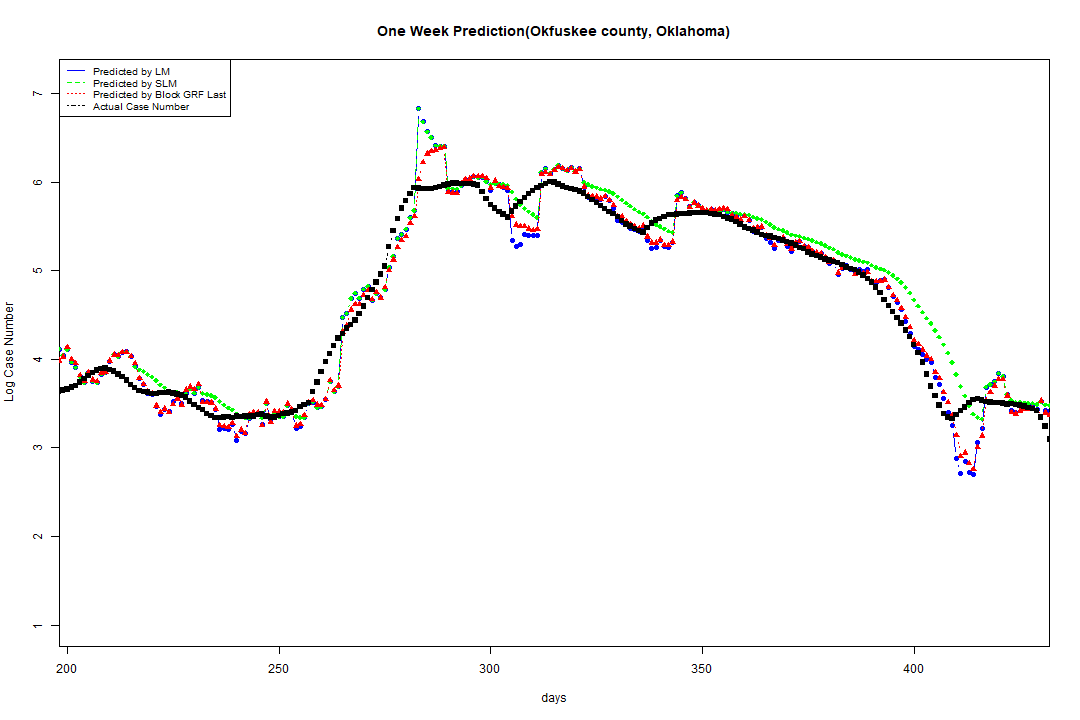 One Week Prediction(Okfuskee county, Oklahoma)
Predicted by LM
Predicted by SLM
Predicted by Block GRF Last
Actual Case Number
7
6
5
4
3
2
1
Log Case Number
200 250 300 350 400
days